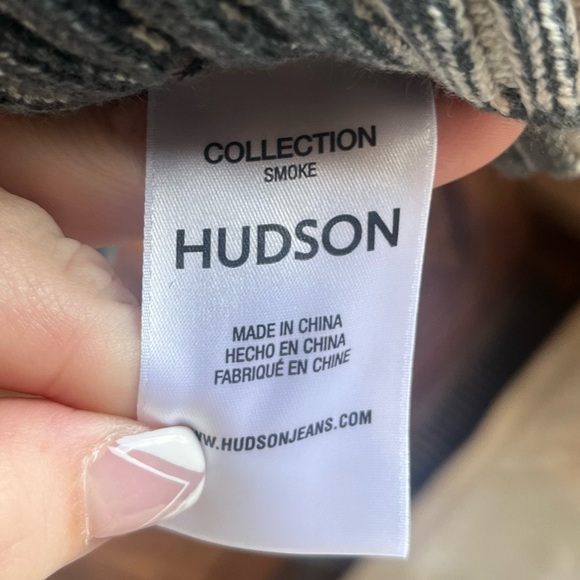 COLLECTION
SMOKE
HUDSON
MADE IN CHINA
HECHO EN CHINA
FABRIQUÉ EN CHINE
W.HUDSONJEANS.COM